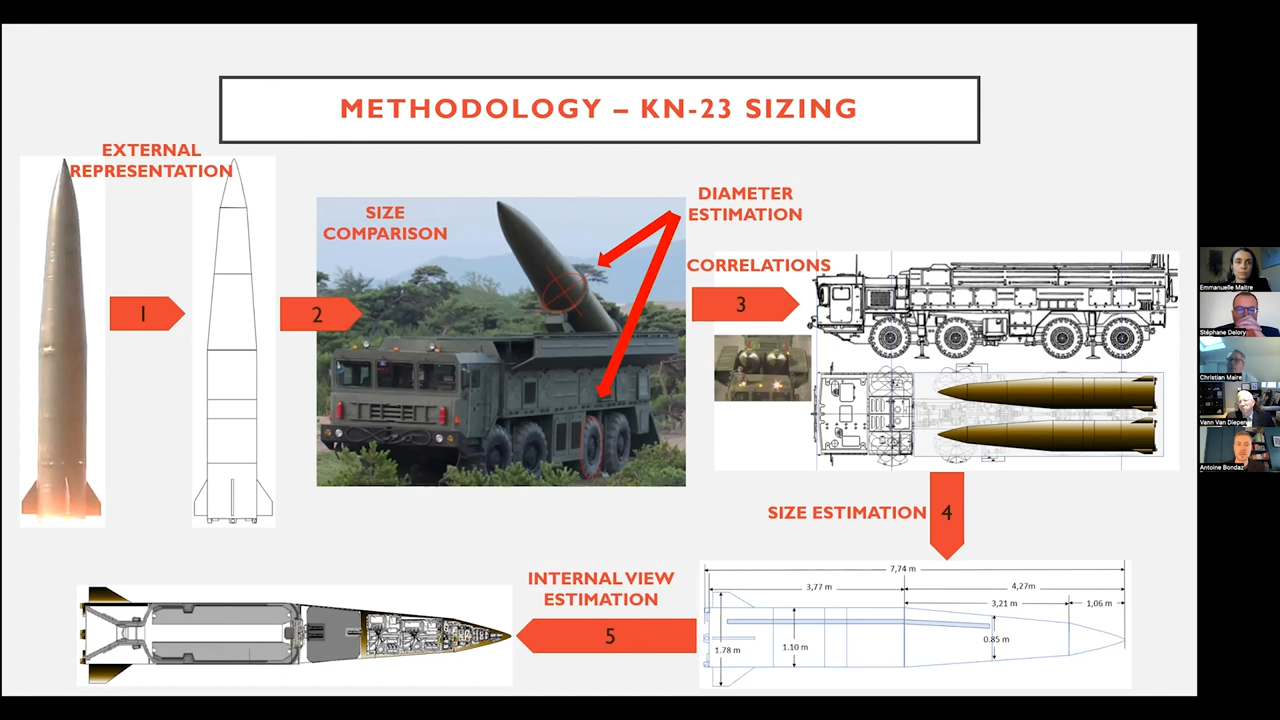 METHODOLOGY – KN-23 SIZING
EXTERNAL
REPRESENTATION
1
2
SIZE
COMPARISON
DIAMETER
ESTIMATION
CORRELATIONS
3
SIZE ESTIMATION
4
7,74 m
3,77 m
4,27m
3,21 m
1,06 m
1.78 m
1.10 m
0.85 m
INTERNAL VIEW
ESTIMATION
5
Emmanuelle Maitre
Stéphane Delory
Christian Maire
Vann Van Diepen
Antoine Bondaz